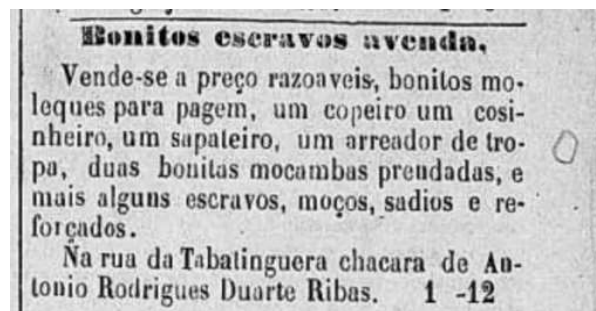 Bonitos escravos avenda.
Vende-se a preço razoaveis, bonitos mo-
leques para pagem, um copeiro um cosi-
nheiro, um sapateiro, um arreador de tro-
pa, duas bonitas mocambas prendadas, e
mais alguns escravos, moços, sadios e re-
forçados.
Na rua da Tabatinguera chacara de An-
tonio Rodrigues Duarte Ribas. 1 -12